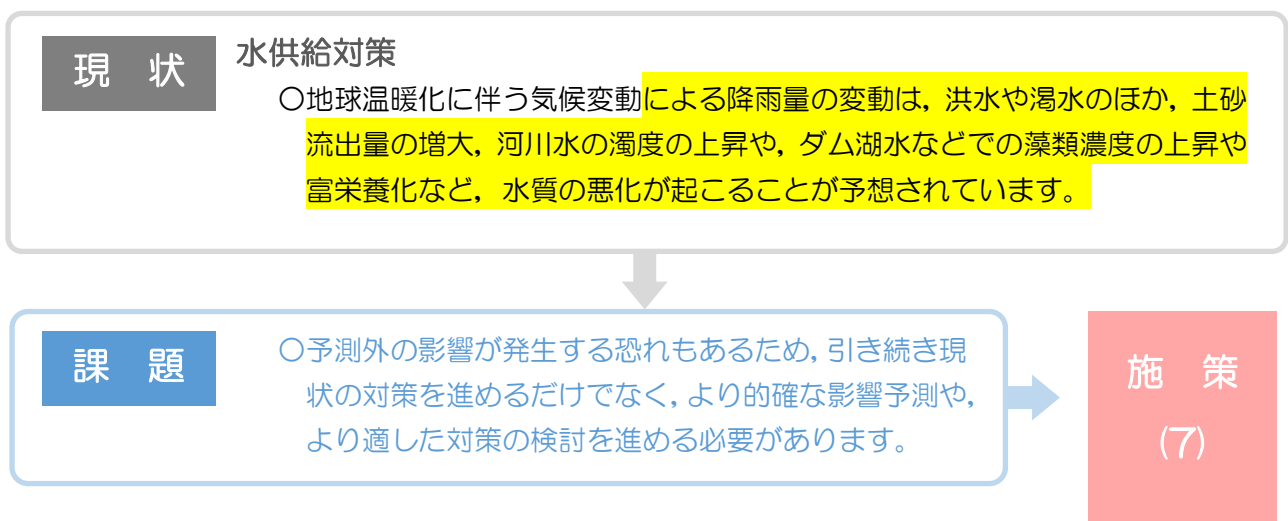 現　状
水供給対策
〇地球温暖化に伴う気候変動による降雨量の変動は，洪水や渇水のほか，土砂
流出量の増大，河川水の濁度の上昇や，ダム湖水などでの藻類濃度の上昇や
富栄養化など，水質の悪化が起こることが予想されています。
課　題
〇予測外の影響が発生する恐れもあるため，引き続き現
状の対策を進めるだけでなく，より的確な影響予測や，
より適した対策の検討を進める必要があります。
施　策
(7)